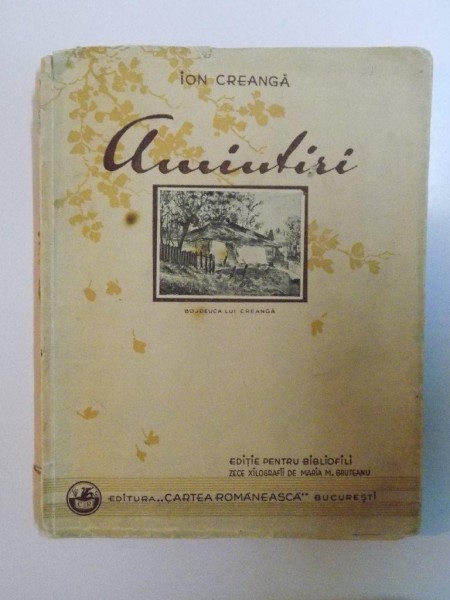 ION CREANGĂ
Amintiri
BOJDEUCA LUI CREANGĂ
EDIȚIE PENTRU BIBLIOFILI
ZECE XILOGRAFII DE MARIA M. BRUTEANU
EDITURA „CARTEA ROMÂNEASCĂ" BUCUREȘTI